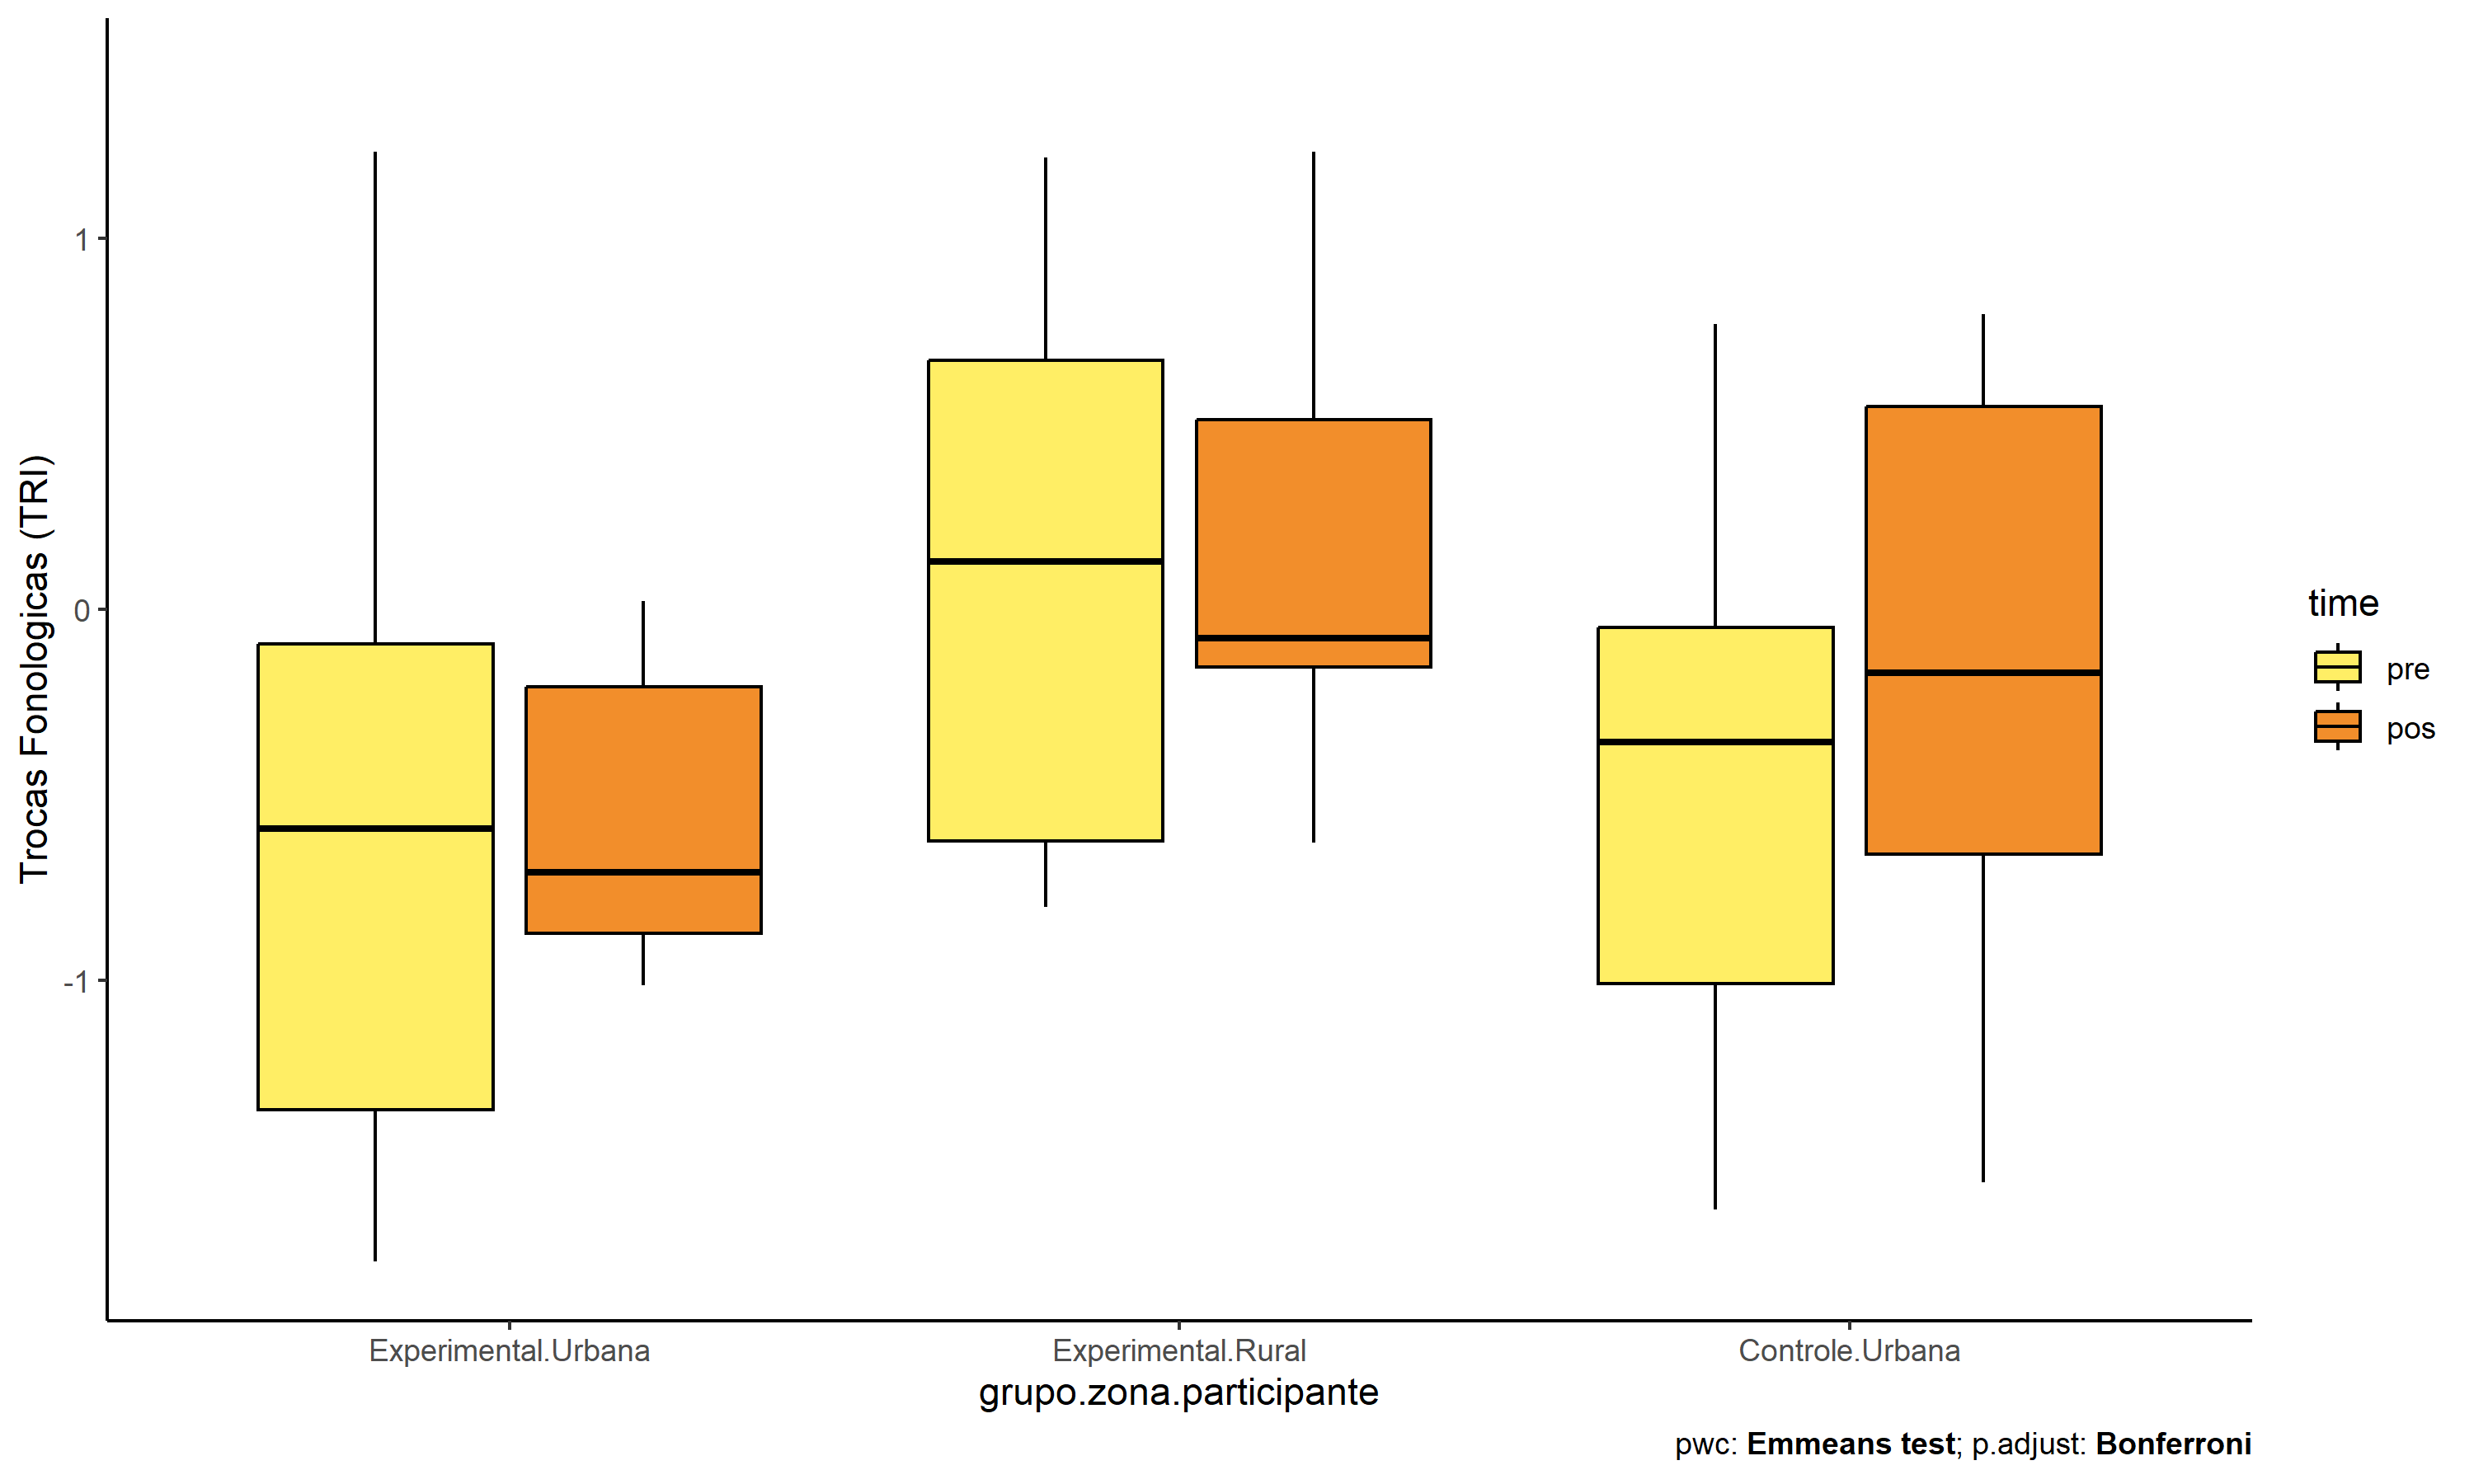 Trocas Fonologicas (TRI)
1
0
-1
Experimental.Urbana
Experimental.Rural
Controle.Urbana
grupo.zona.participante
time
pre
pos
pwc: Emmeans test; p.adjust: Bonferroni